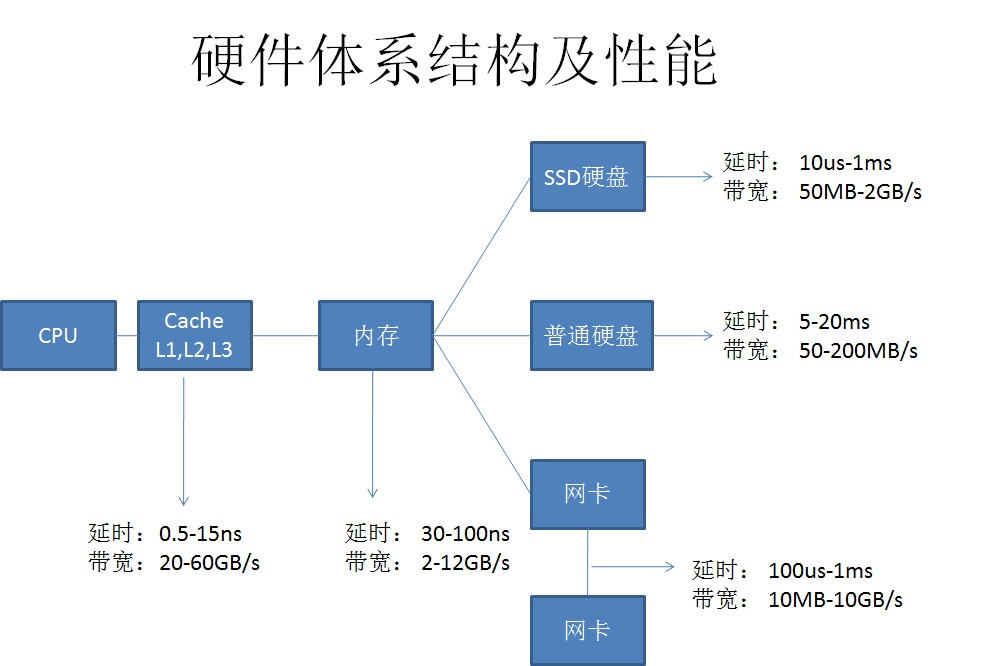 硬件体系结构及性能
SSD硬盘
延时： 10us-1ms
带宽： 50MB-2GB/s
CPU
Cache
L1,L2,L3
内存
普通硬盘
延时： 5-20ms
带宽： 50-200MB/s
网卡
延时：0.5-15ns
带宽：20-60GB/s
延时： 30-100ns
带宽： 2-12GB/s
延时： 100us-1ms
带宽： 10MB-10GB/s
网卡